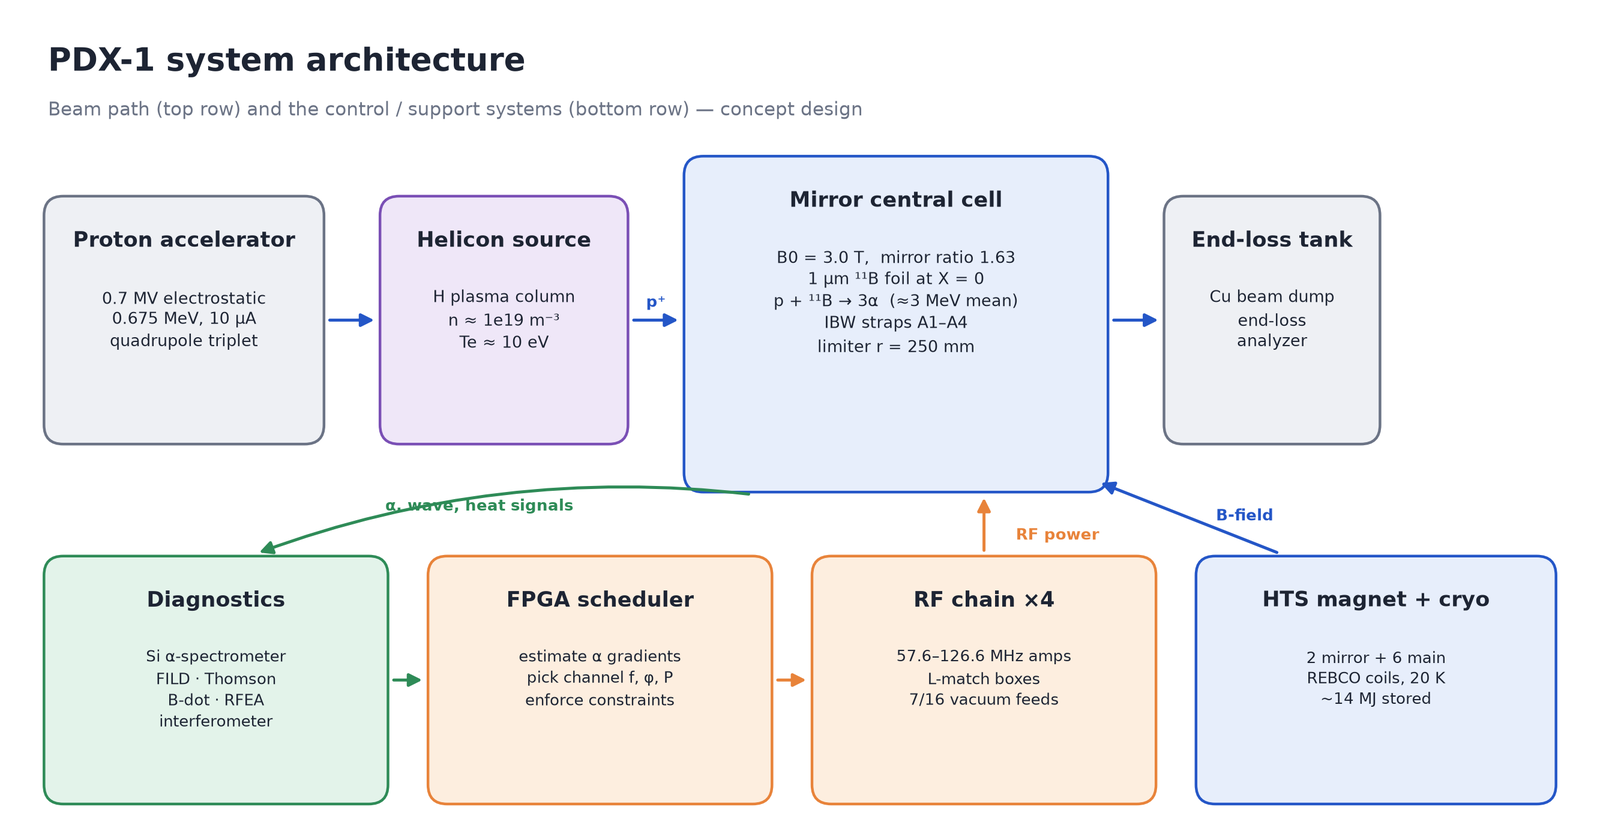 PDX-1 system architecture
Beam path (top row) and the control / support systems (bottom row) — concept design
Proton accelerator
0.7 MV electrostatic
0.675 MeV, 10 µA
quadrupole triplet
Helicon source
H plasma column
n ≈ 1e19 m⁻³
Te ≈ 10 eV
p⁺
Mirror central cell
B0 = 3.0 T,  mirror ratio 1.63
1 µm ¹¹B foil at X = 0
p + ¹¹B → 3α  (≈3 MeV mean)
IBW straps A1–A4
limiter r = 250 mm
End-loss tank
Cu beam dump
end-loss
analyzer
α, wave, heat signals
RF power
B-field
Diagnostics
Si α-spectrometer
FILD · Thomson
B-dot · RFEA
interferometer
FPGA scheduler
estimate α gradients
pick channel f, φ, P
enforce constraints
RF chain ×4
57.6–126.6 MHz amps
L-match boxes
7/16 vacuum feeds
HTS magnet + cryo
2 mirror + 6 main
REBCO coils, 20 K
~14 MJ stored